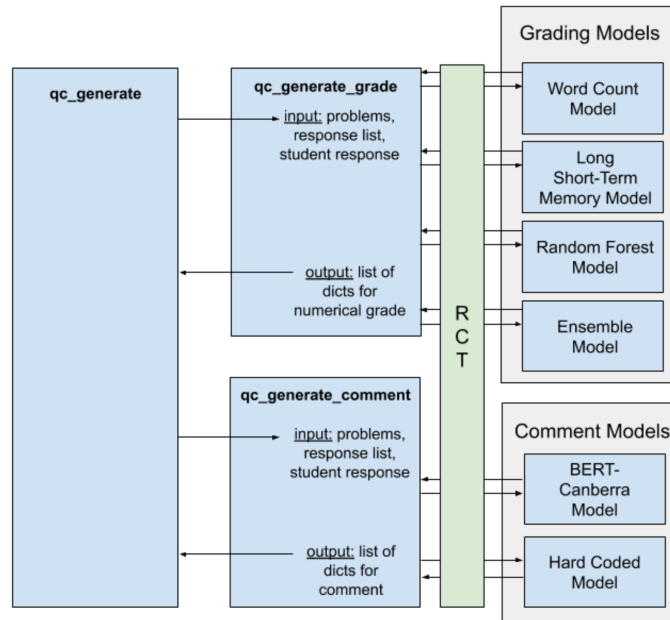 Grading Models
qc_generate
qc_generate_grade
input: problems,
response list,
student response
output: list of
dicts for
numerical grade
R
C
T
Word Count
Model
Long
Short-Term
Memory Model
Random Forest
Model
Ensemble
Model
qc_generate_comment
input: problems,
response list,
student response
output: list of
dicts for
comment
Comment Models
BERT-
Canberra
Model
Hard Coded
Model